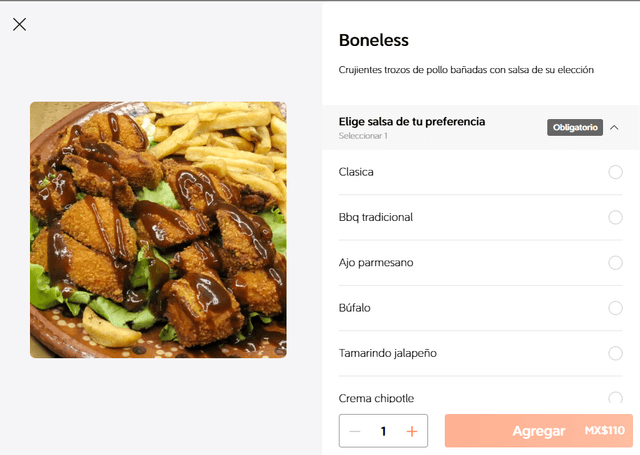 Boneless
Crujientes trozos de pollo bañadas con salsa de su elección
Elige salsa de tu preferencia
Seleccionar 1
Obligatorio
Clasica
Bbq tradicional
Ajo parmesano
Búfalo
Tamarindo jalapeño
Crema chipotle
1
Agregar MX$110